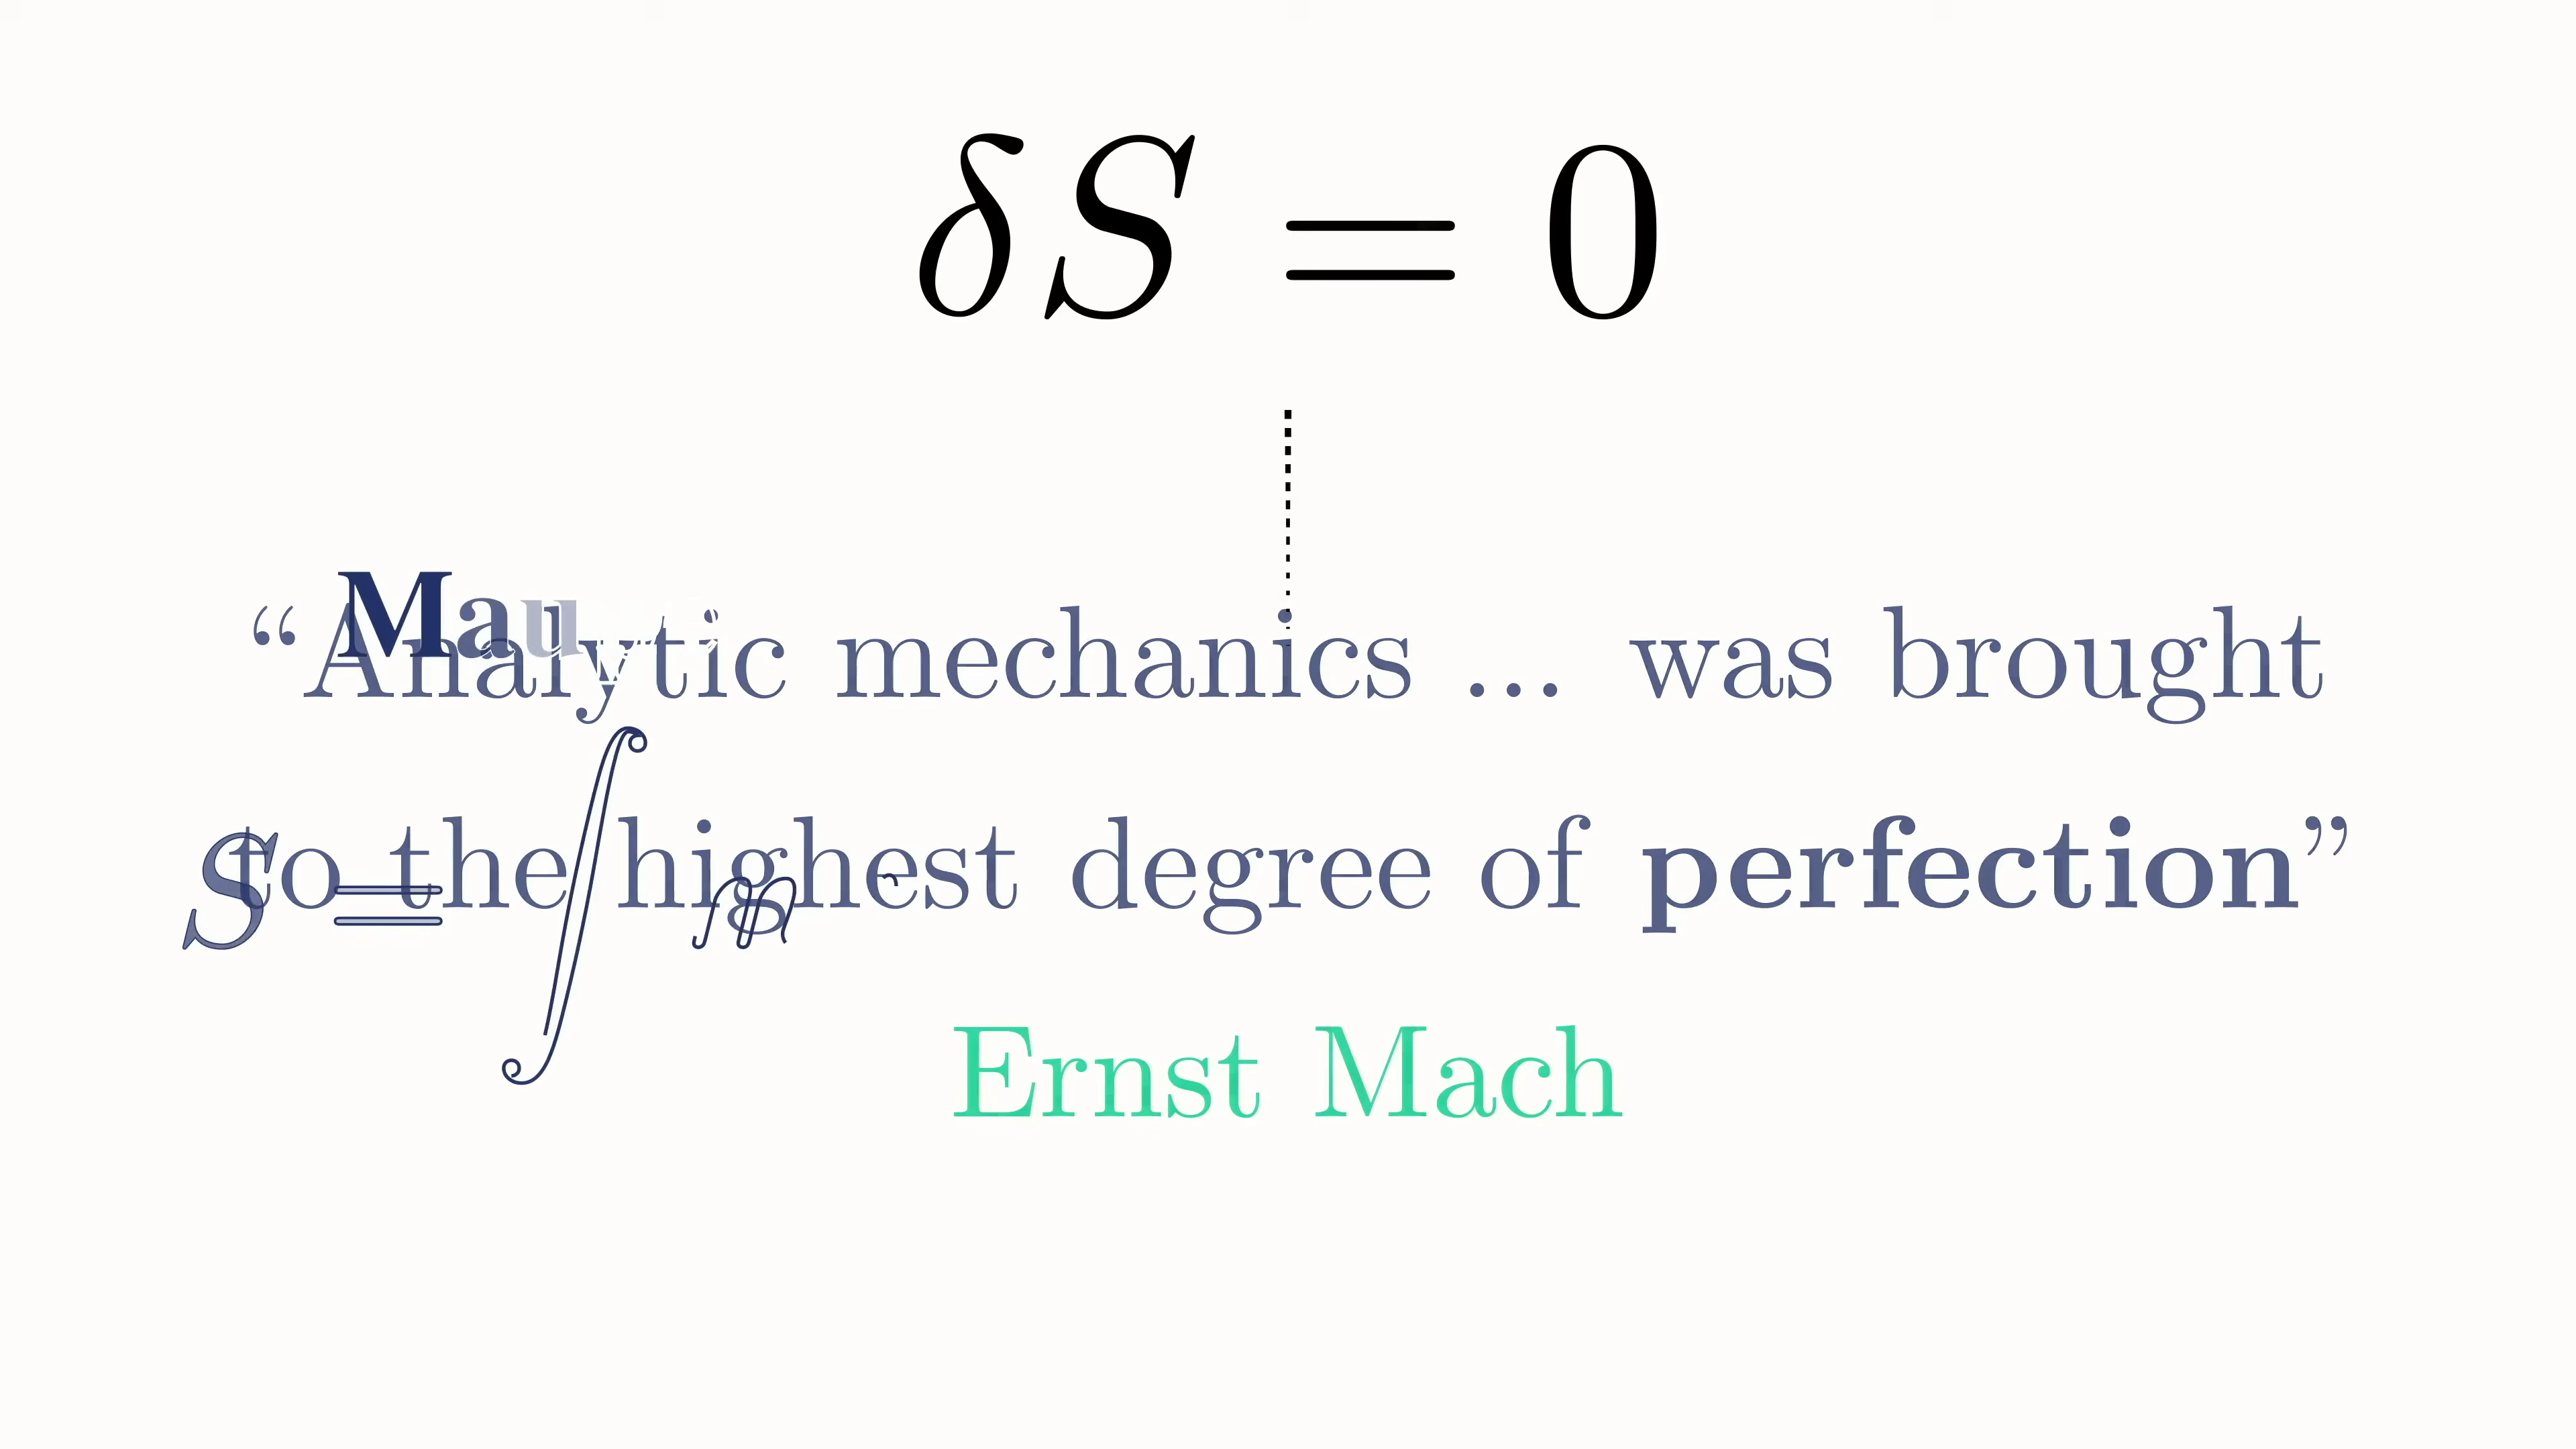 δS = 0
“Analytic mechanics ... was brought
to the highest degree of perfection”
S = ∫ m
Ernst Mach